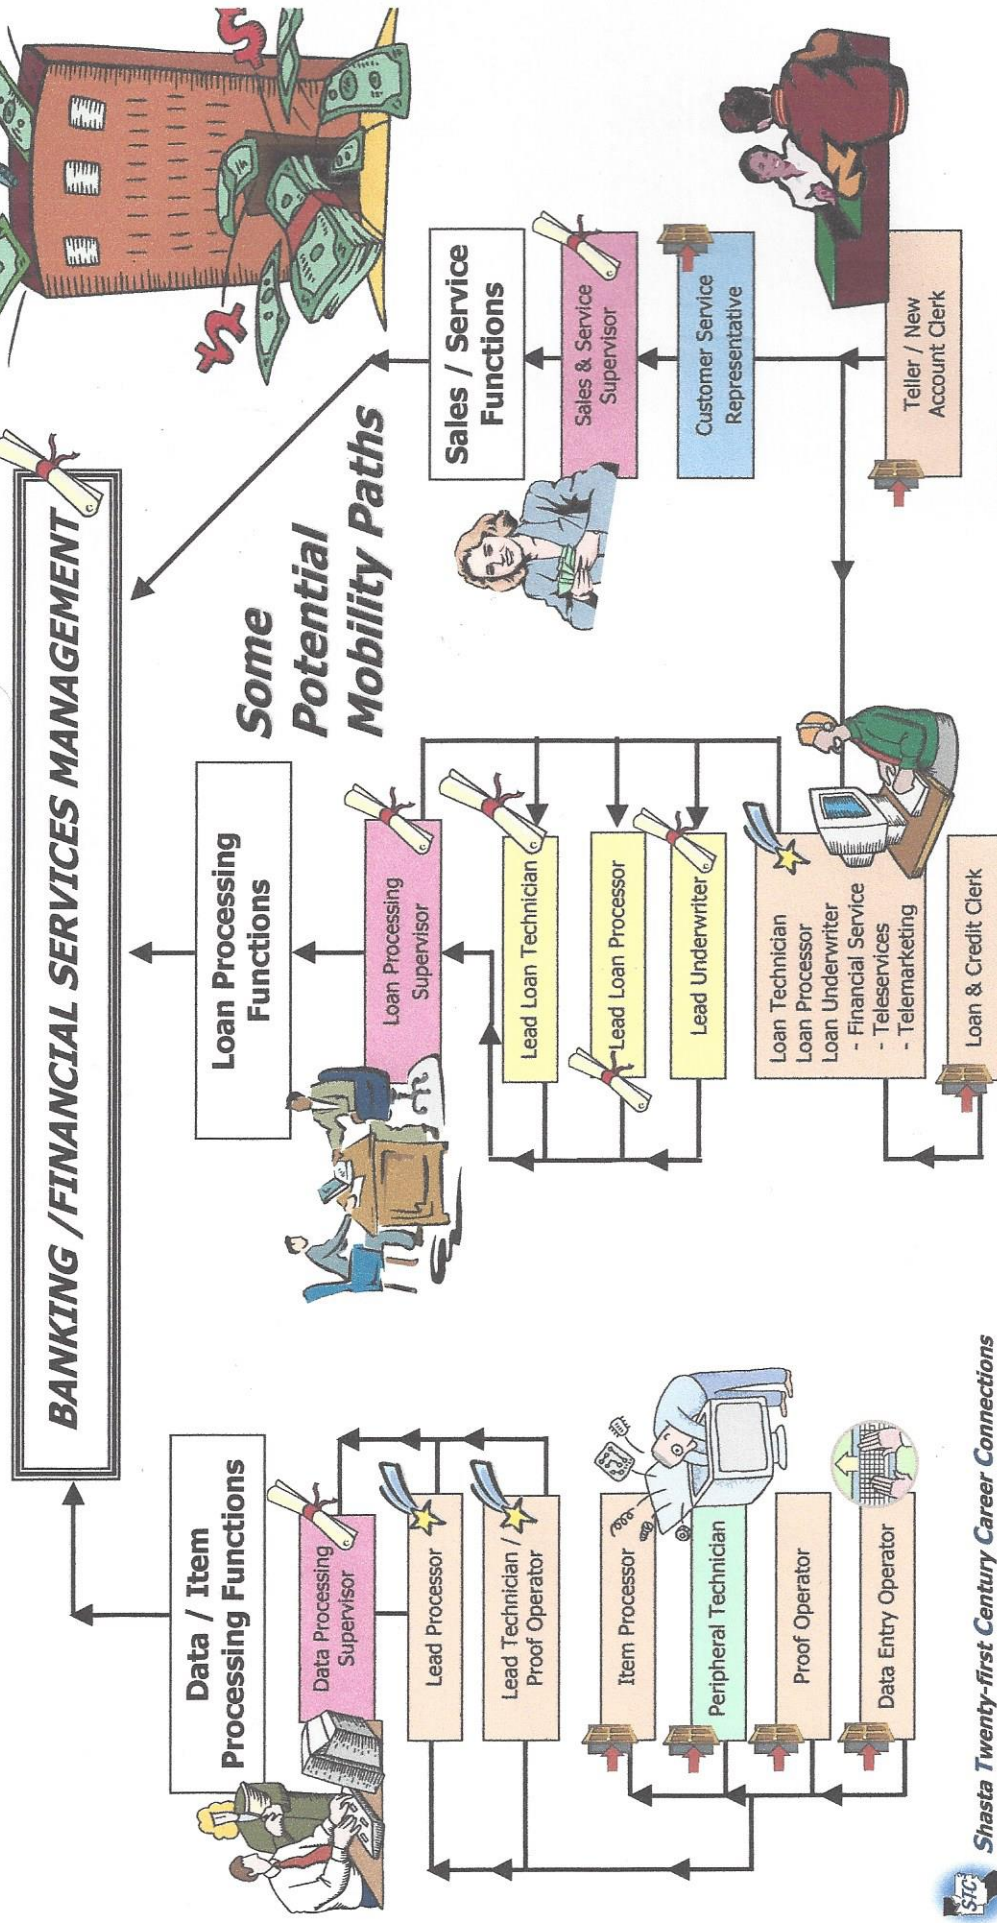 BANKING /FINANCIAL SERVICES MANAGEMENT
Some
Potential
Mobility Paths
Data / Item
Processing Functions
Data Processing
Supervisor
Lead Processor
Lead Technician /
Proof Operator
Item Processor
Peripheral Technician
Proof Operator
Data Entry Operator
Loan Processing
Functions
Loan Processing
Supervisor
Lead Loan Technician
Lead Loan Processor
Lead Underwriter
Loan Technician
Loan Processor
Loan Underwriter
- Financial Service
- Teleservices
- Telemarketing
Loan & Credit Clerk
Sales / Service
Functions
Sales & Service
Supervisor
Customer Service
Representative
Teller / New
Account Clerk
STC³
Shasta Twenty-first Century Career Connections